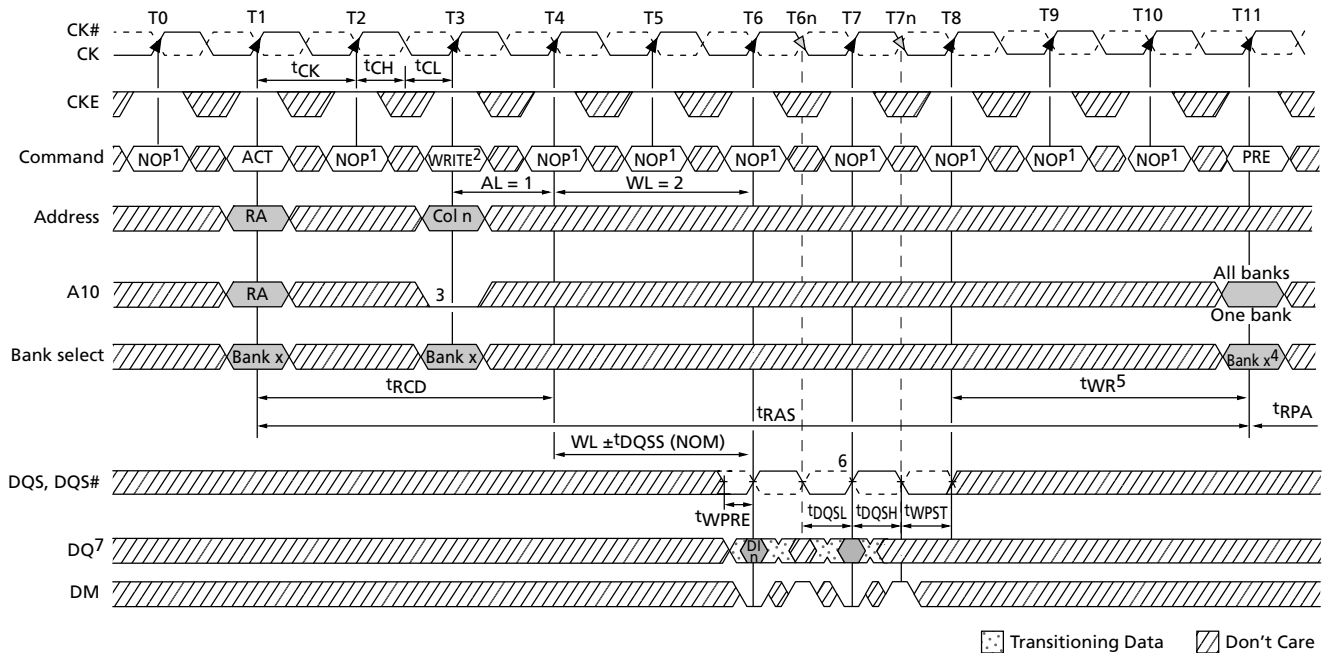 T0 T1 T2 T3 T4 T5 T6 T6n T7 T7n T8 T9 T10 T11
CK#
CK
tCK tCH tCL
CKE
Command NOP1 ACT NOP1 WRITE2 NOP1 NOP1 NOP1 NOP1 NOP1 NOP1 NOP1 PRE
AL = 1 WL = 2
Address RA Col n
All banks
A10 RA 3
One bank
Bank select Bank x Bank x Bank x4
tRCD tWR5
tRAS tRPA
WL ±tDQSS (NOM)
6
DQS, DQS#
tWPRE tDQSL tDQSH tWPST
DQ7 DI
n
DM
Transitioning Data Don't Care